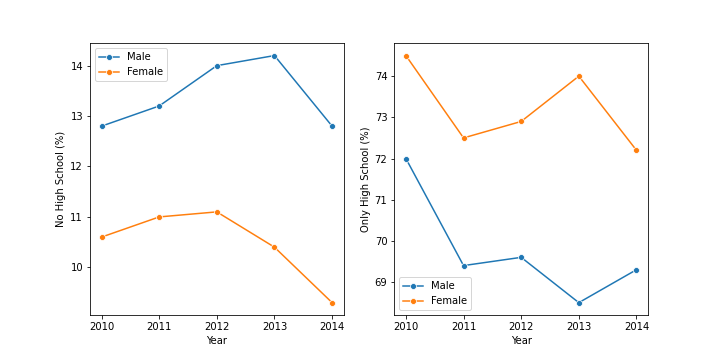 No High School (%)
14
13
12
11
10
Male
Female
2010 2011 2012 2013 2014
Year
Only High School (%)
74
73
72
71
70
69
Male
Female
2010 2011 2012 2013 2014
Year